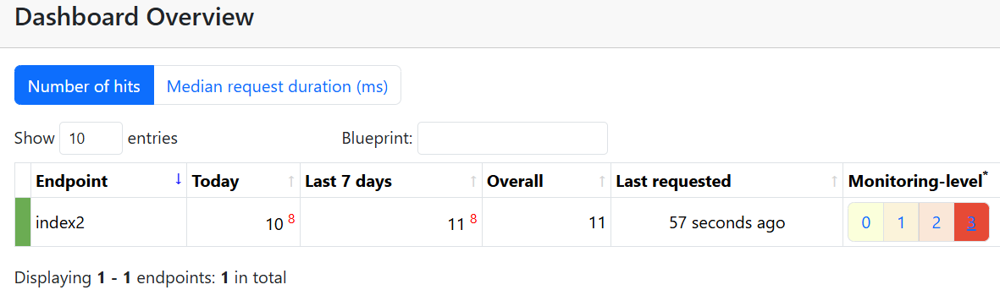 Dashboard Overview
Number of hits Median request duration (ms)
Show 10 entries Blueprint:
Endpoint ↓ Today ↑ Last 7 days ↑ Overall ↑ Last requested ↑ Monitoring-level*
index2 10 8 11 8 11 57 seconds ago 0 1 2 3
Displaying 1 - 1 endpoints: 1 in total